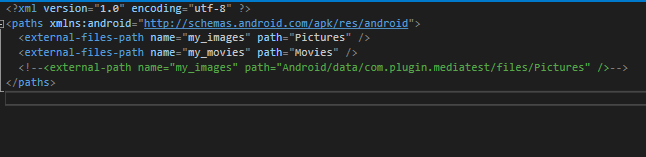 <?xml version="1.0" encoding="utf-8" ?>
<paths xmlns:android="http://schemas.android.com/apk/res/android">
<external-files-path name="my_images" path="Pictures" />
<external-files-path name="my_movies" path="Movies" />
<!--<external-path name="my_images" path="Android/data/com.plugin.mediatest/files/Pictures" />-->
</paths>